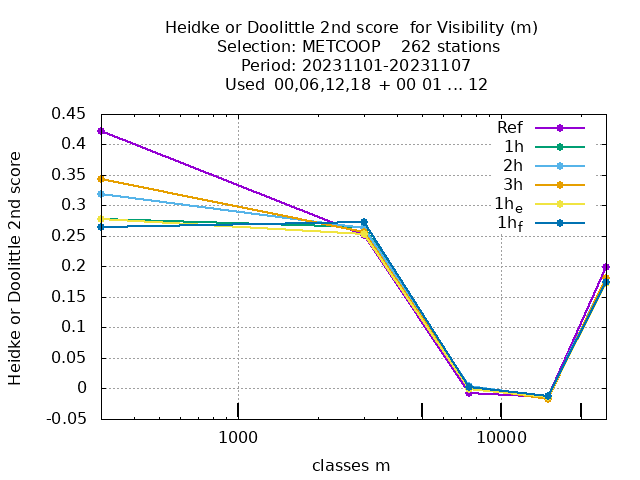 Heidke or Doolittle 2nd score  for Visibility (m)
Selection: METCOOP    262 stations
Period: 20231101-20231107
Used  00,06,12,18 + 00 01 ... 12
Heidke or Doolittle 2nd score
0.45
0.4
0.35
0.3
0.25
0.2
0.15
0.1
0.05
0
-0.05
Ref
1h
2h
3h
1h_e
1h_f
1000
10000
classes m